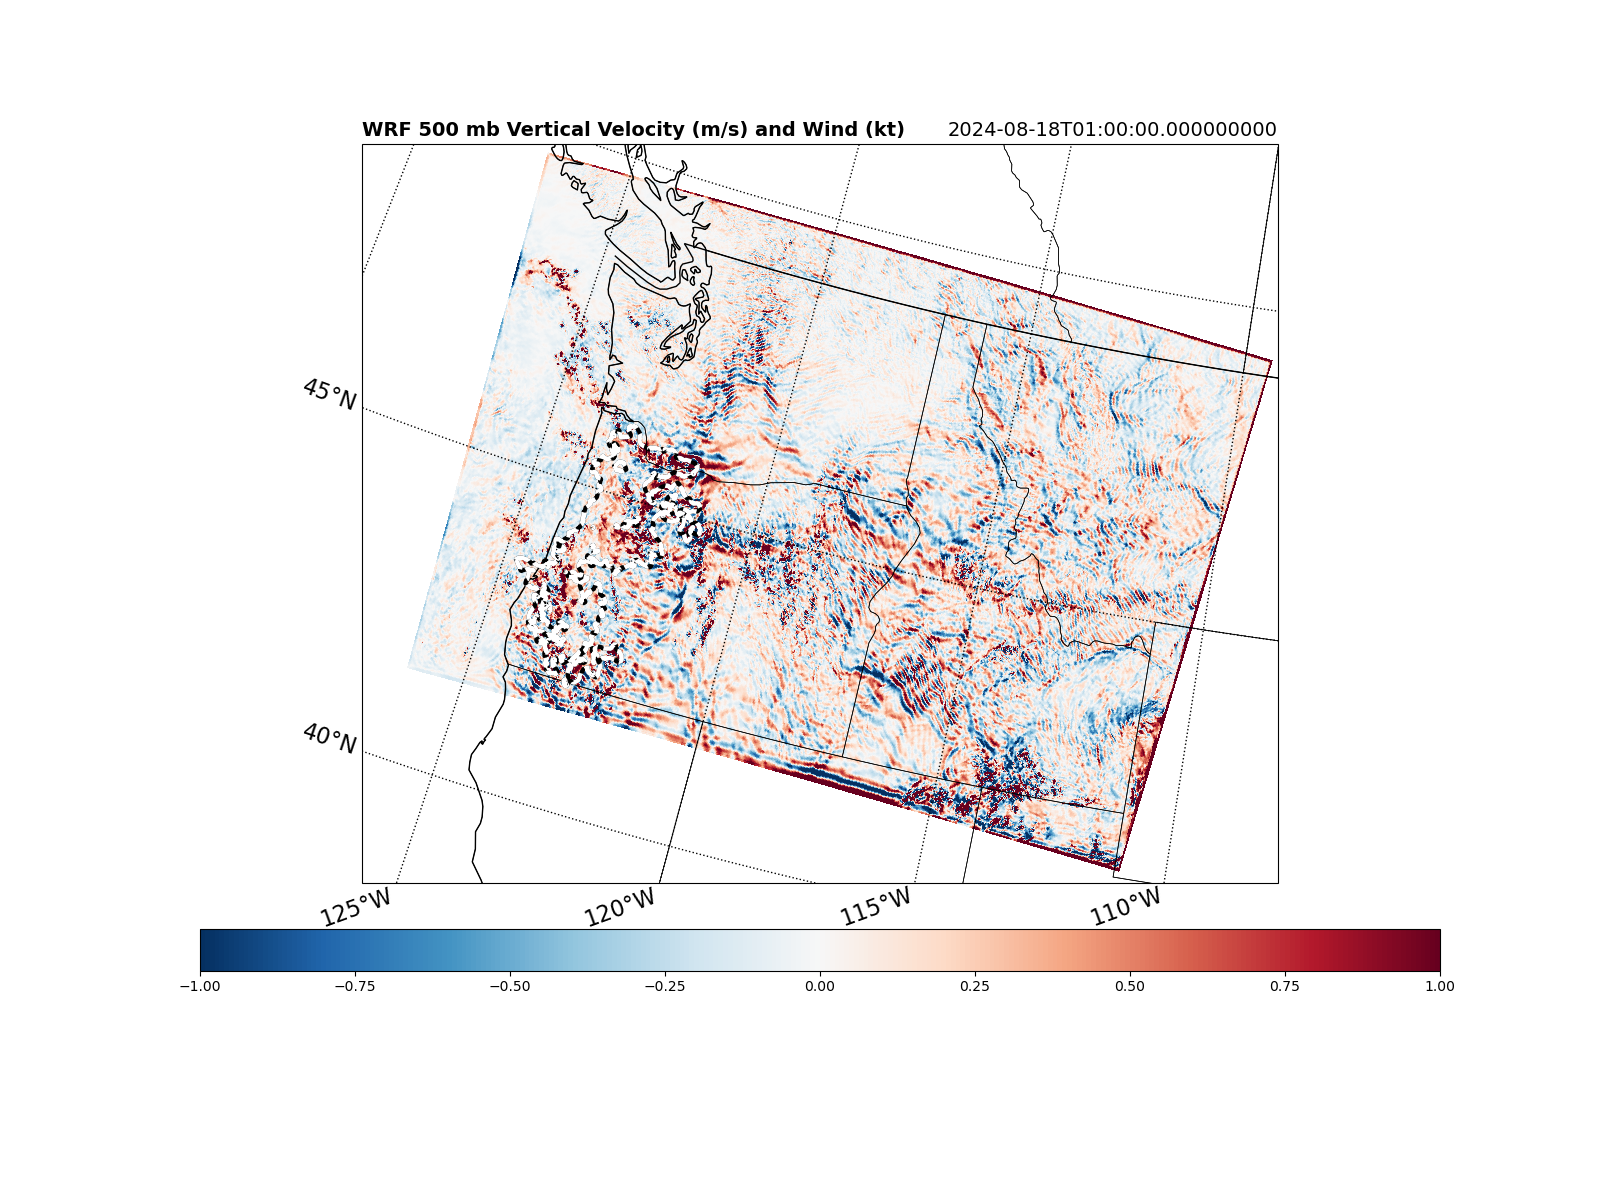 WRF 500 mb Vertical Velocity (m/s) and Wind (kt) 2024-08-18T01:00:00.000000000
45°N
40°N
125°W 120°W 115°W 110°W
−1.00 −0.75 −0.50 −0.25 0.00 0.25 0.50 0.75 1.00